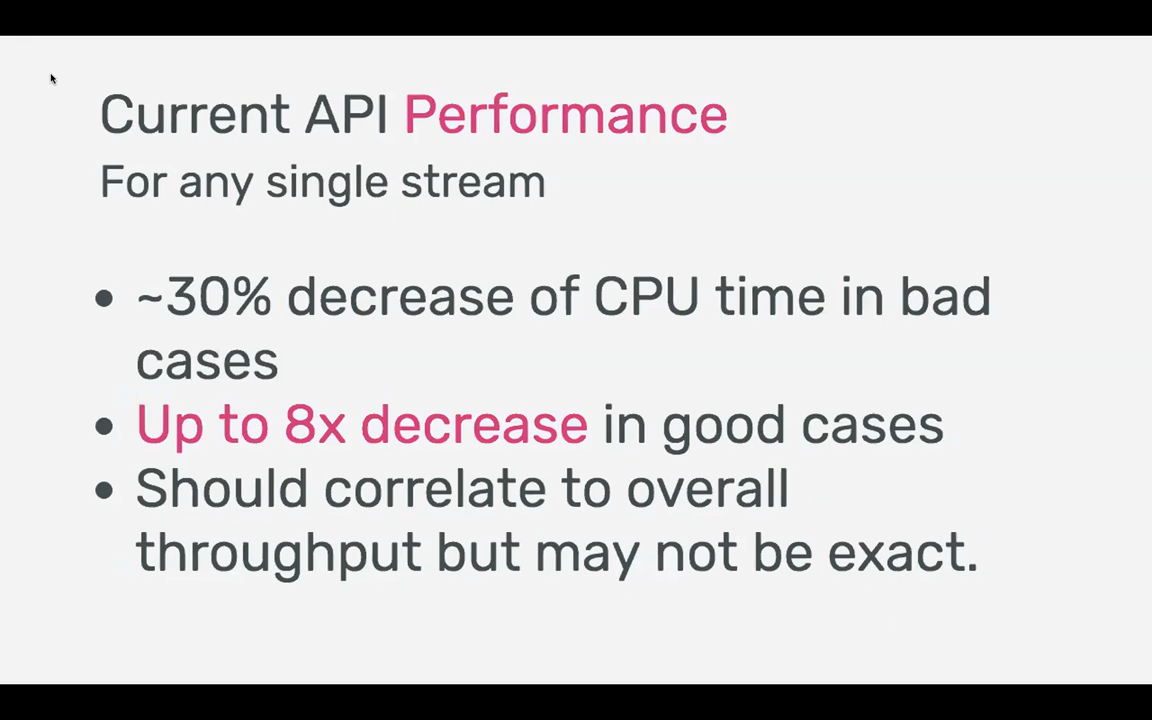 Current API Performance
For any single stream
• ~30% decrease of CPU time in bad
cases
• Up to 8x decrease in good cases
• Should correlate to overall
throughput but may not be exact.